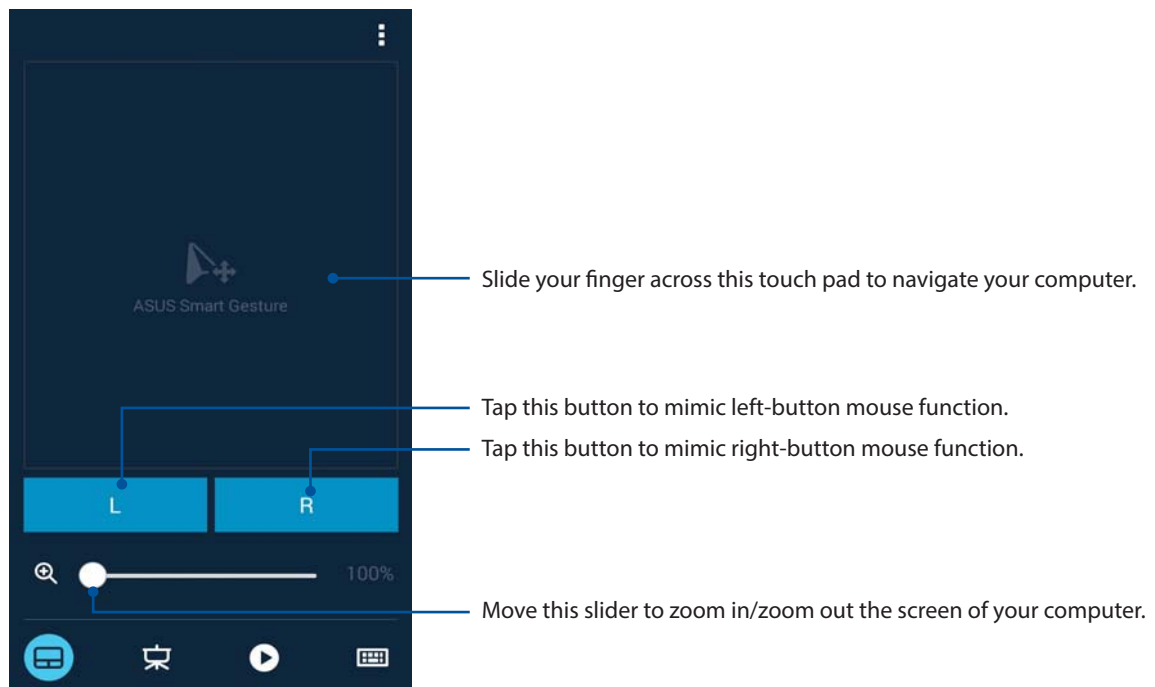 ASUS Smart Gesture
Slide your finger across this touch pad to navigate your computer.
Tap this button to mimic left-button mouse function.
Tap this button to mimic right-button mouse function.
L
R
100%
Move this slider to zoom in/zoom out the screen of your computer.